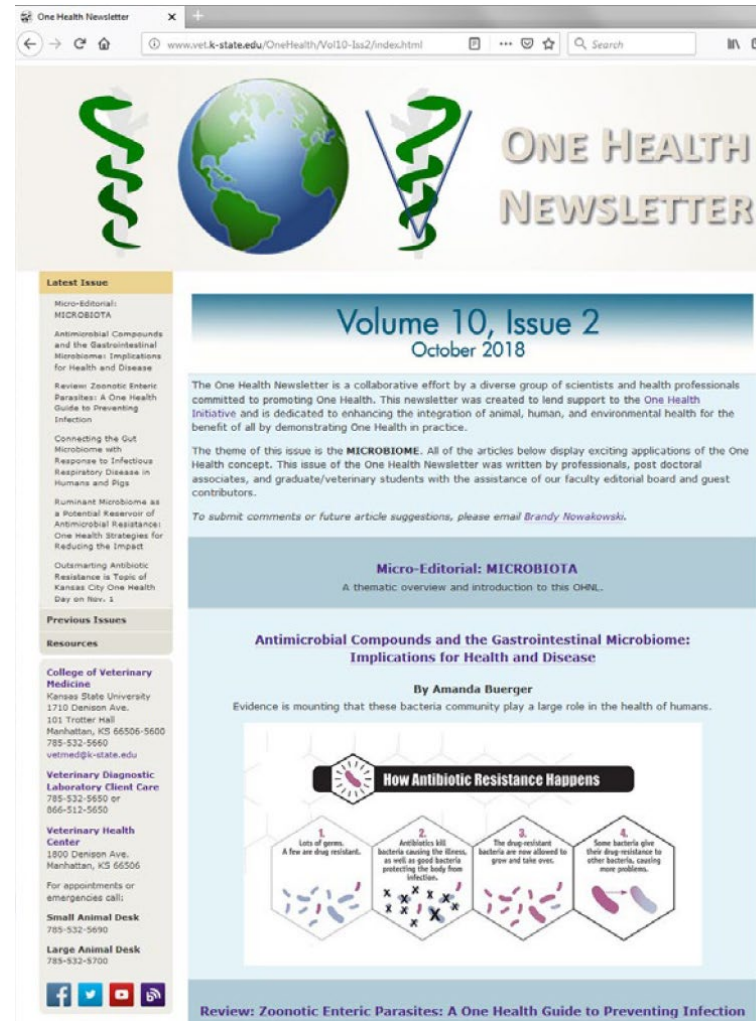 One Health Newsletter
www.vet.k-state.edu/OneHealth/Vol10-Iss2/index.html
Search
ONE HEALTH
NEWSLETTER
Latest Issue
Micro-Editorial:
MICROBIOTA
Antimicrobial Compounds
and the Gastrointestinal
Microbiome: Implications
for Health and Disease
Review: Zoonotic Enteric
Parasites: A One Health
Guide to Preventing
Infection
Connecting the Gut
Microbiome with
Response to Infectious
Respiratory Disease in
Humans and Pigs
Ruminant Microbiome as
a Potential Reservoir of
Antimicrobial Resistance:
One Health Strategies for
Reducing the Impact
Outsmarting Antibiotic
Resistance is Topic of
Kansas City One Health
Day on Nov. 1
Previous Issues
Resources
College of Veterinary
Medicine
Kansas State University
1710 Denison Ave.
101 Trotter Hall
Manhattan, KS 66506-5600
785-532-5660
vetmed@k-state.edu
Veterinary Diagnostic
Laboratory Client Care
785-532-5650 or
866-512-5650
Veterinary Health
Center
1800 Denison Ave.
Manhattan, KS 66506
For appointments or
emergencies call:
Small Animal Desk
785-532-5690
Large Animal Desk
785-532-5700
Volume 10, Issue 2
October 2018
The One Health Newsletter is a collaborative effort by a diverse group of scientists and health professionals
committed to promoting One Health. This newsletter was created to lend support to the One Health
Initiative and is dedicated to enhancing the integration of animal, human, and environmental health for the
benefit of all by demonstrating One Health in practice.
The theme of this issue is the MICROBIOME. All of the articles below display exciting applications of the One
Health concept. This issue of the One Health Newsletter was written by professionals, post doctoral
associates, and graduate/veterinary students with the assistance of our faculty editorial board and guest
contributors.
To submit comments or future article suggestions, please email Brandy Nowakowski.
Micro-Editorial: MICROBIOTA
A thematic overview and introduction to this OHNL.
Antimicrobial Compounds and the Gastrointestinal Microbiome:
Implications for Health and Disease
By Amanda Buerger
Evidence is mounting that these bacteria community play a large role in the health of humans.
How Antibiotic Resistance Happens
1.
Lots of germs.
A few are drug resistant.
2.
Antibiotics kill
bacteria causing the illness,
as well as good bacteria
protecting the body from
infection.
3.
The drug-resistant
bacteria are now allowed to
grow and take over.
4.
Some bacteria give
their drug-resistance to
other bacteria, causing
more problems.
Review: Zoonotic Enteric Parasites: A One Health Guide to Preventing Infection